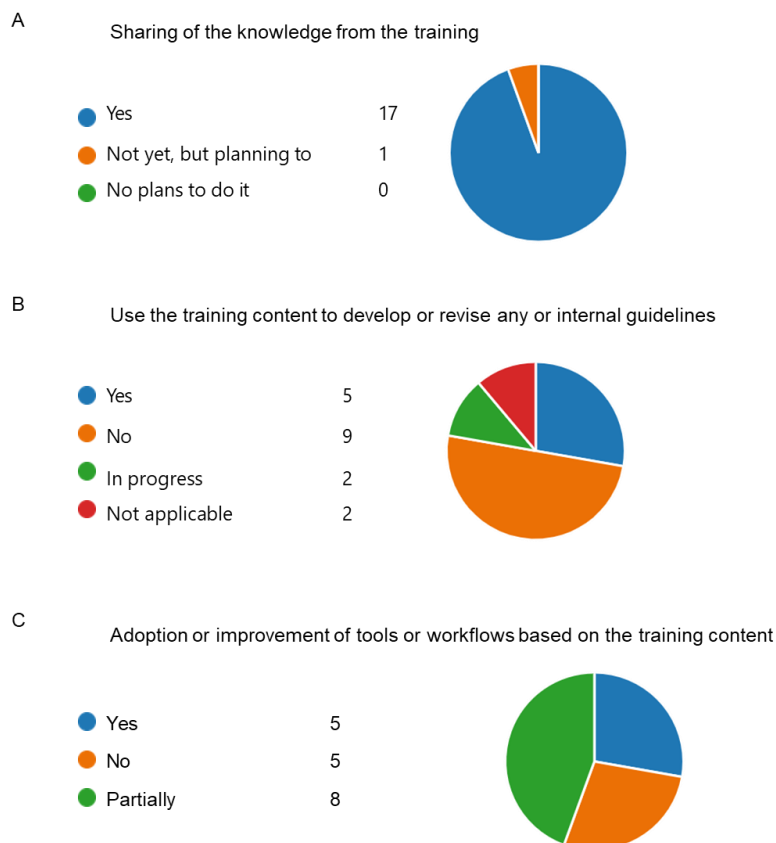 A
Sharing of the knowledge from the training
Yes 17
Not yet, but planning to 1
No plans to do it 0
B
Use the training content to develop or revise any or internal guidelines
Yes 5
No 9
In progress 2
Not applicable 2
C
Adoption or improvement of tools or workflows based on the training content
Yes 5
No 5
Partially 8